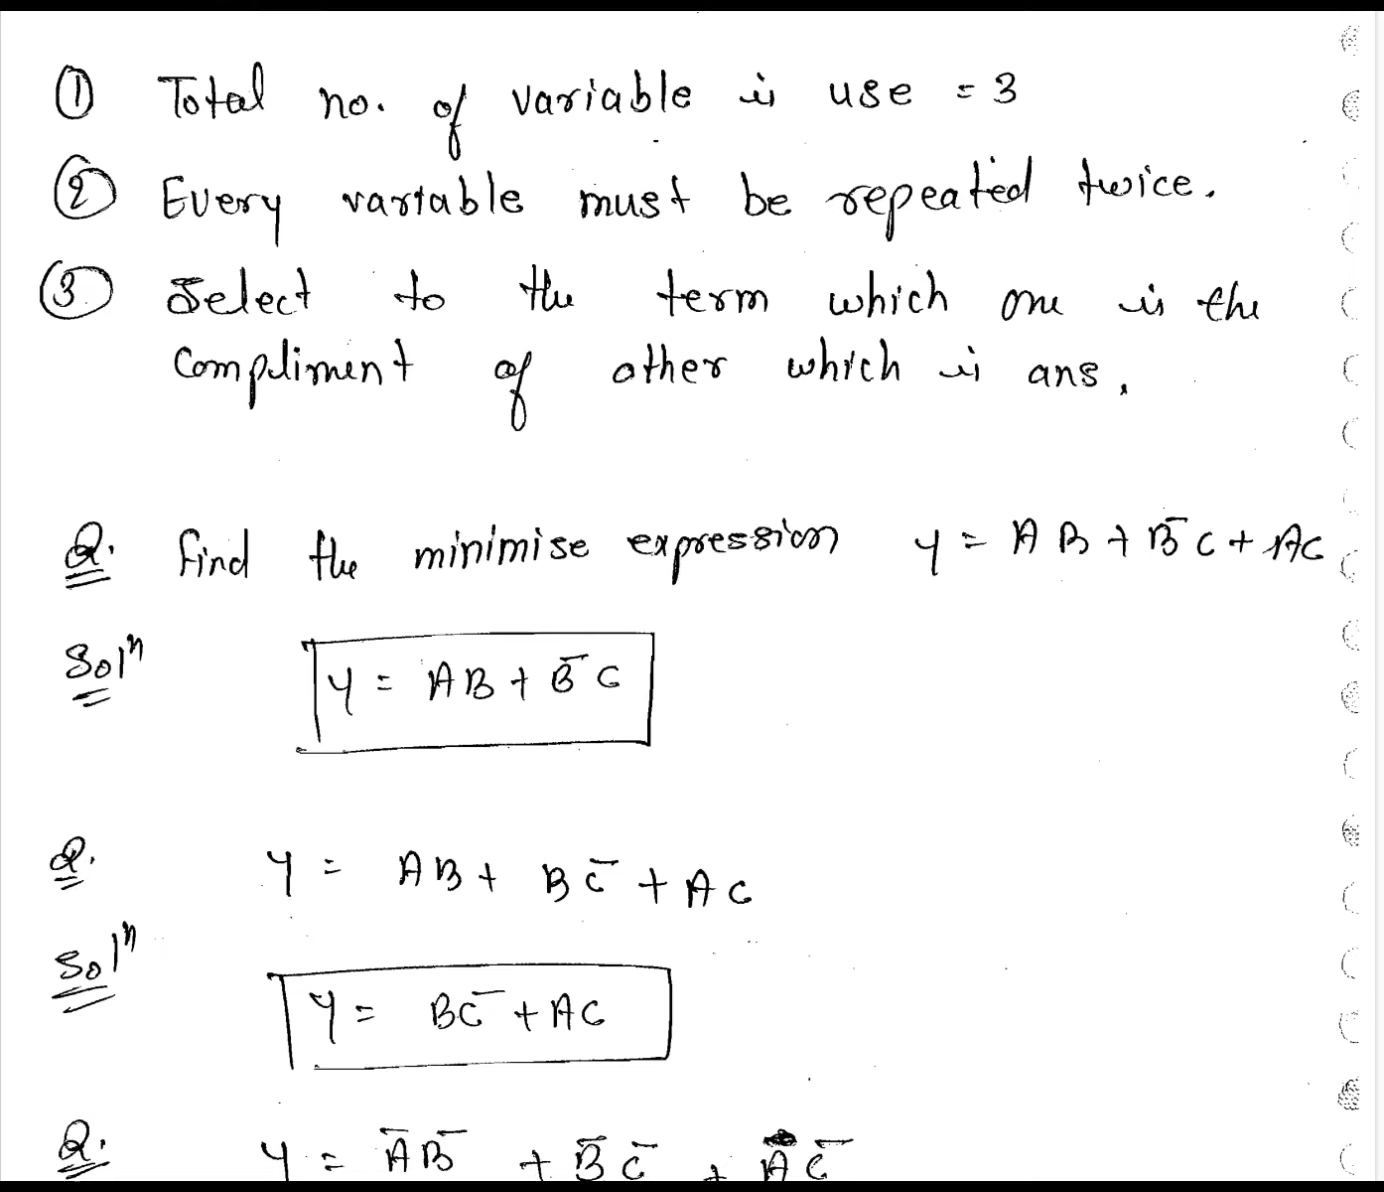 ① Total no. of variable is use = 3
② Every variable must be repeated twice.
③ Select to the term which one is the
Compliment of other which is ans,
Q. find the minimise expression y = AB + B̅C + AC
Solⁿ y = AB + B̅C
Q. y = AB + BC̅ + AC
Solⁿ y = BC̅ + AC
Q. y = A̅B̅ + B̅C̅ +